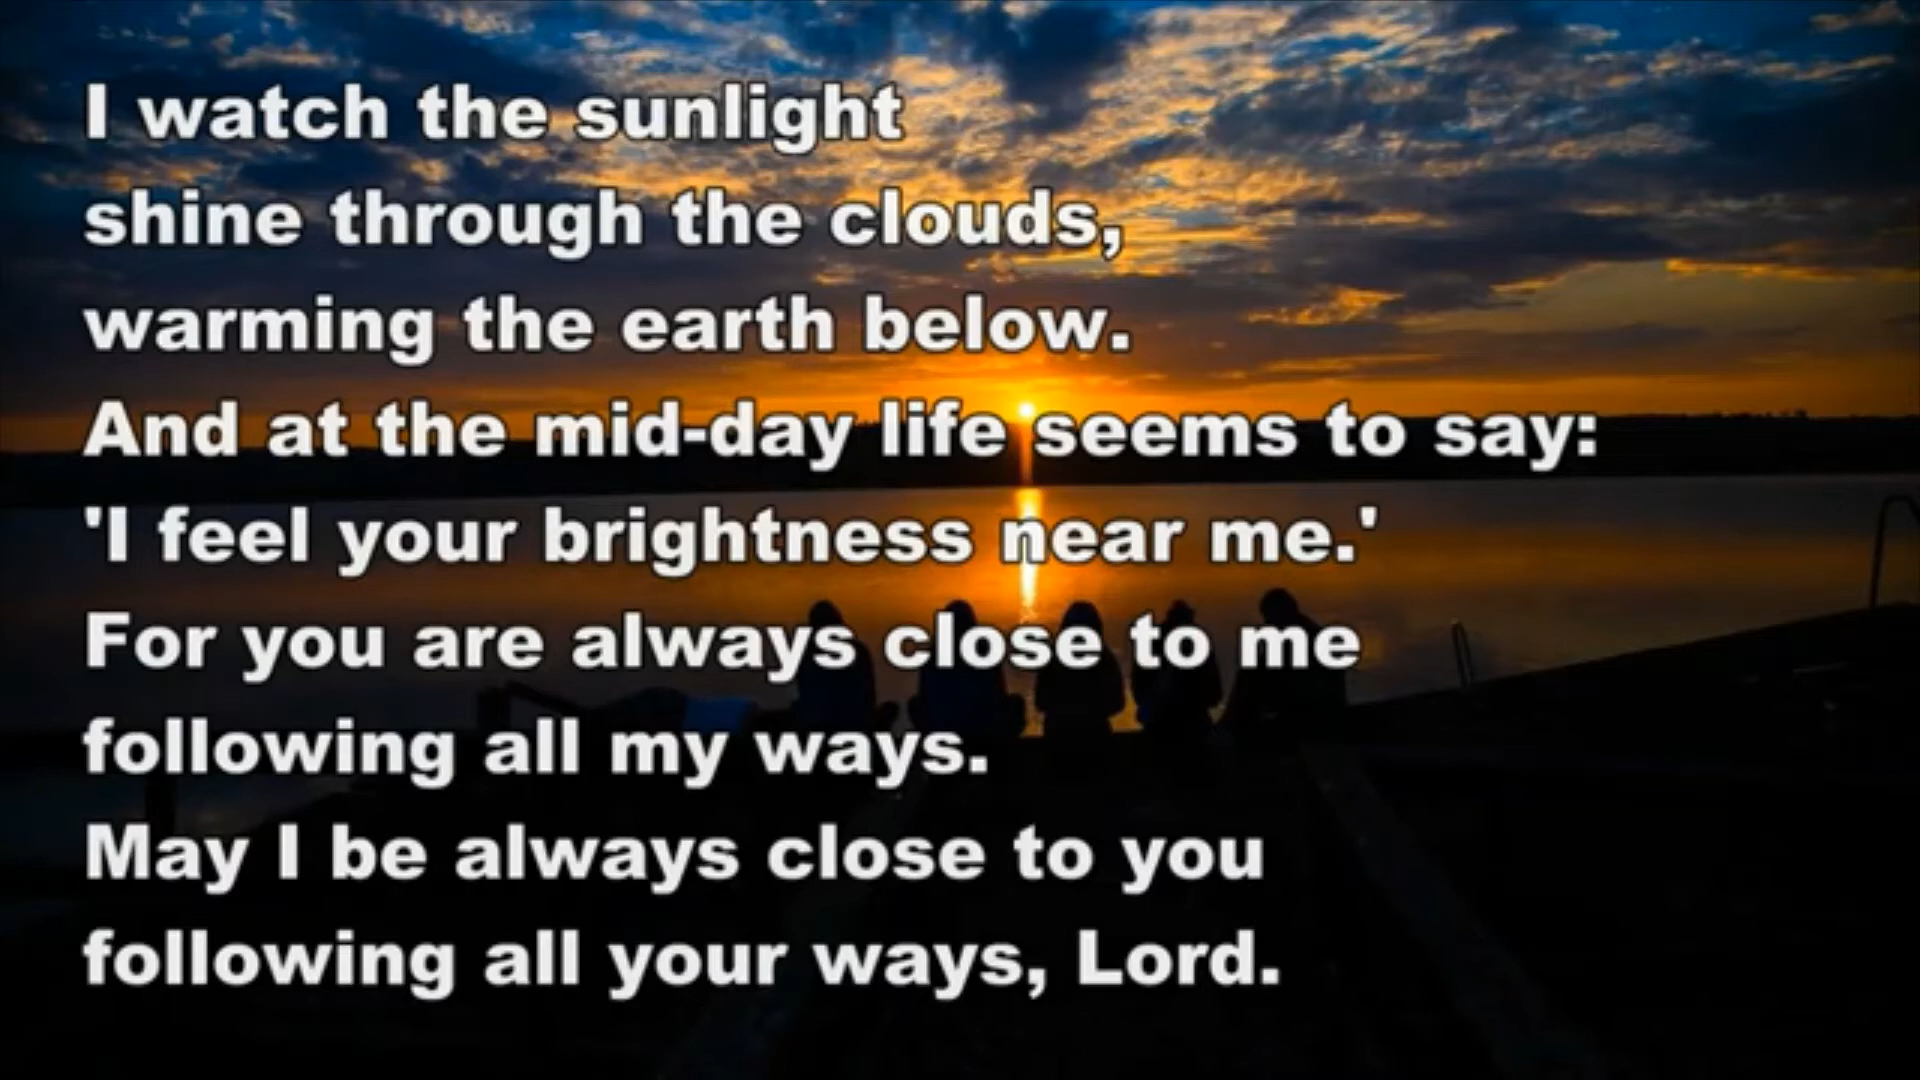 I watch the sunlight
shine through the clouds,
warming the earth below.
And at the mid-day life seems to say:
'I feel your brightness near me.'
For you are always close to me
following all my ways.
May I be always close to you
following all your ways, Lord.